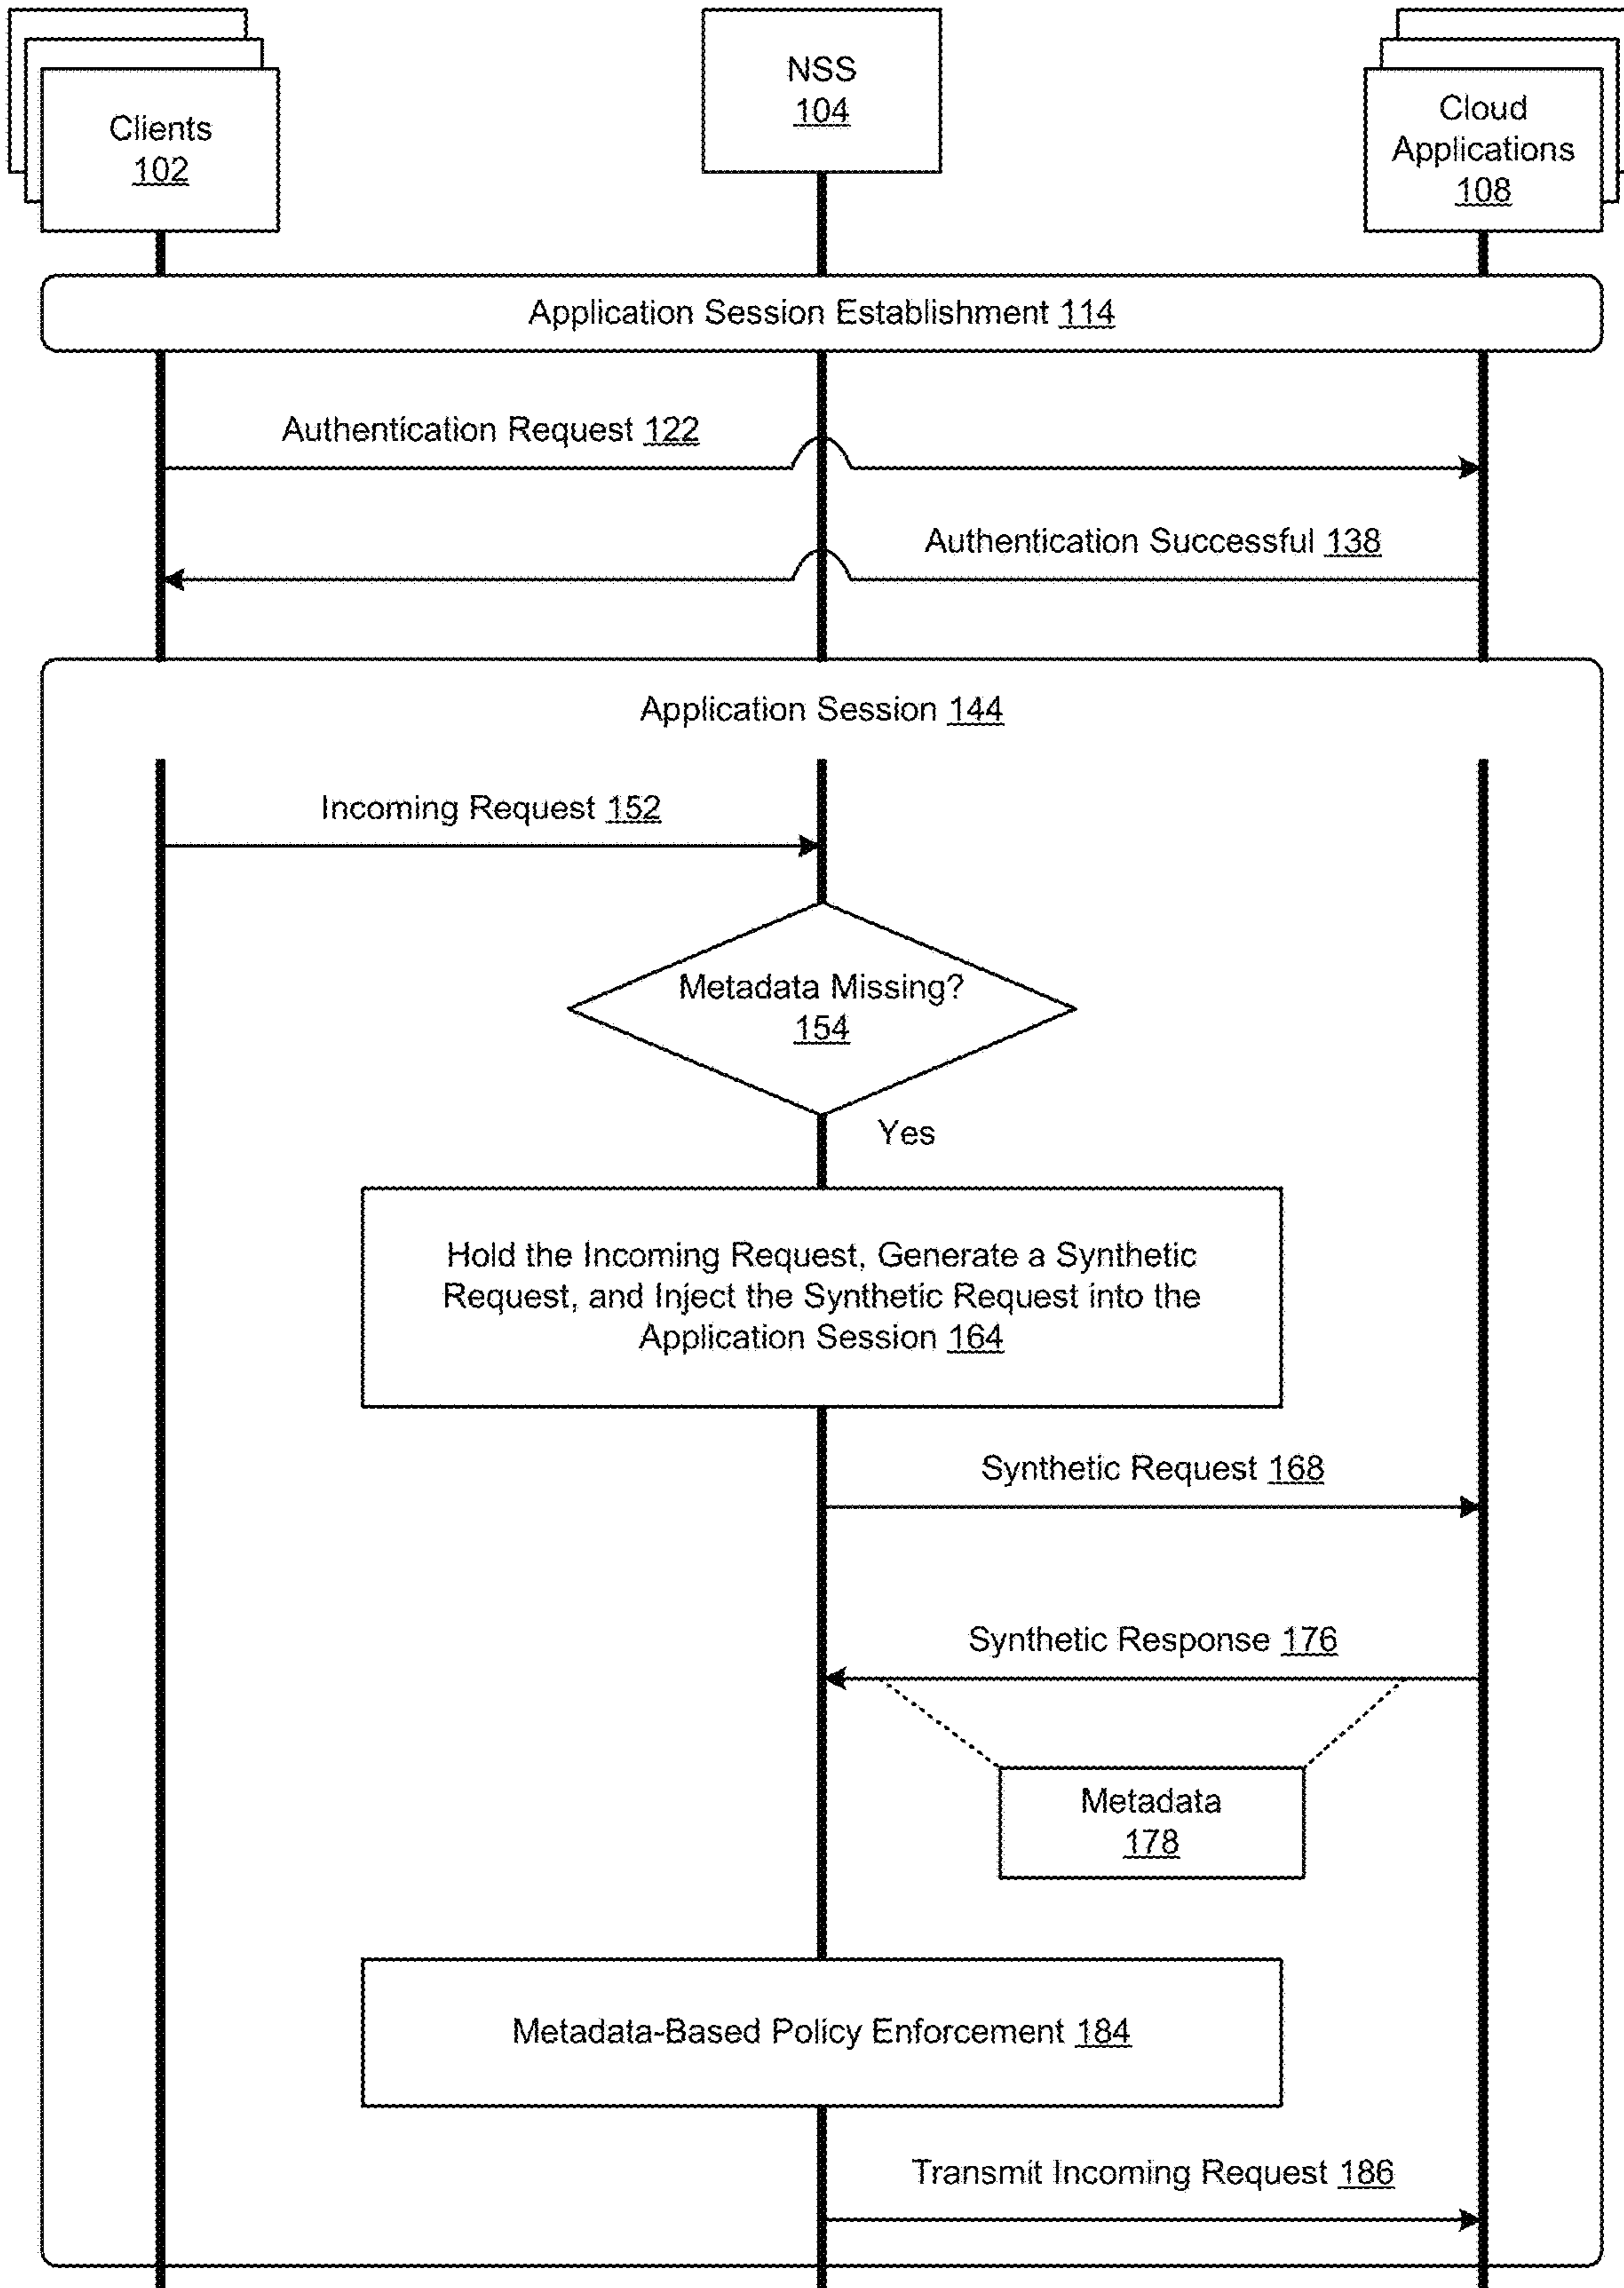 Clients
102
NSS
104
Cloud
Applications
108
Application Session Establishment 114
Authentication Request 122
Authentication Successful 138
Application Session 144
Incoming Request 152
Metadata Missing?
154
Yes
Hold the Incoming Request, Generate a Synthetic
Request, and Inject the Synthetic Request into the
Application Session 164
Synthetic Request 168
Synthetic Response 176
Metadata
178
Metadata-Based Policy Enforcement 184
Transmit Incoming Request 186